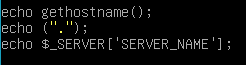 echo gethostname();
echo (".");
echo $_SERVER['SERVER_NAME'];